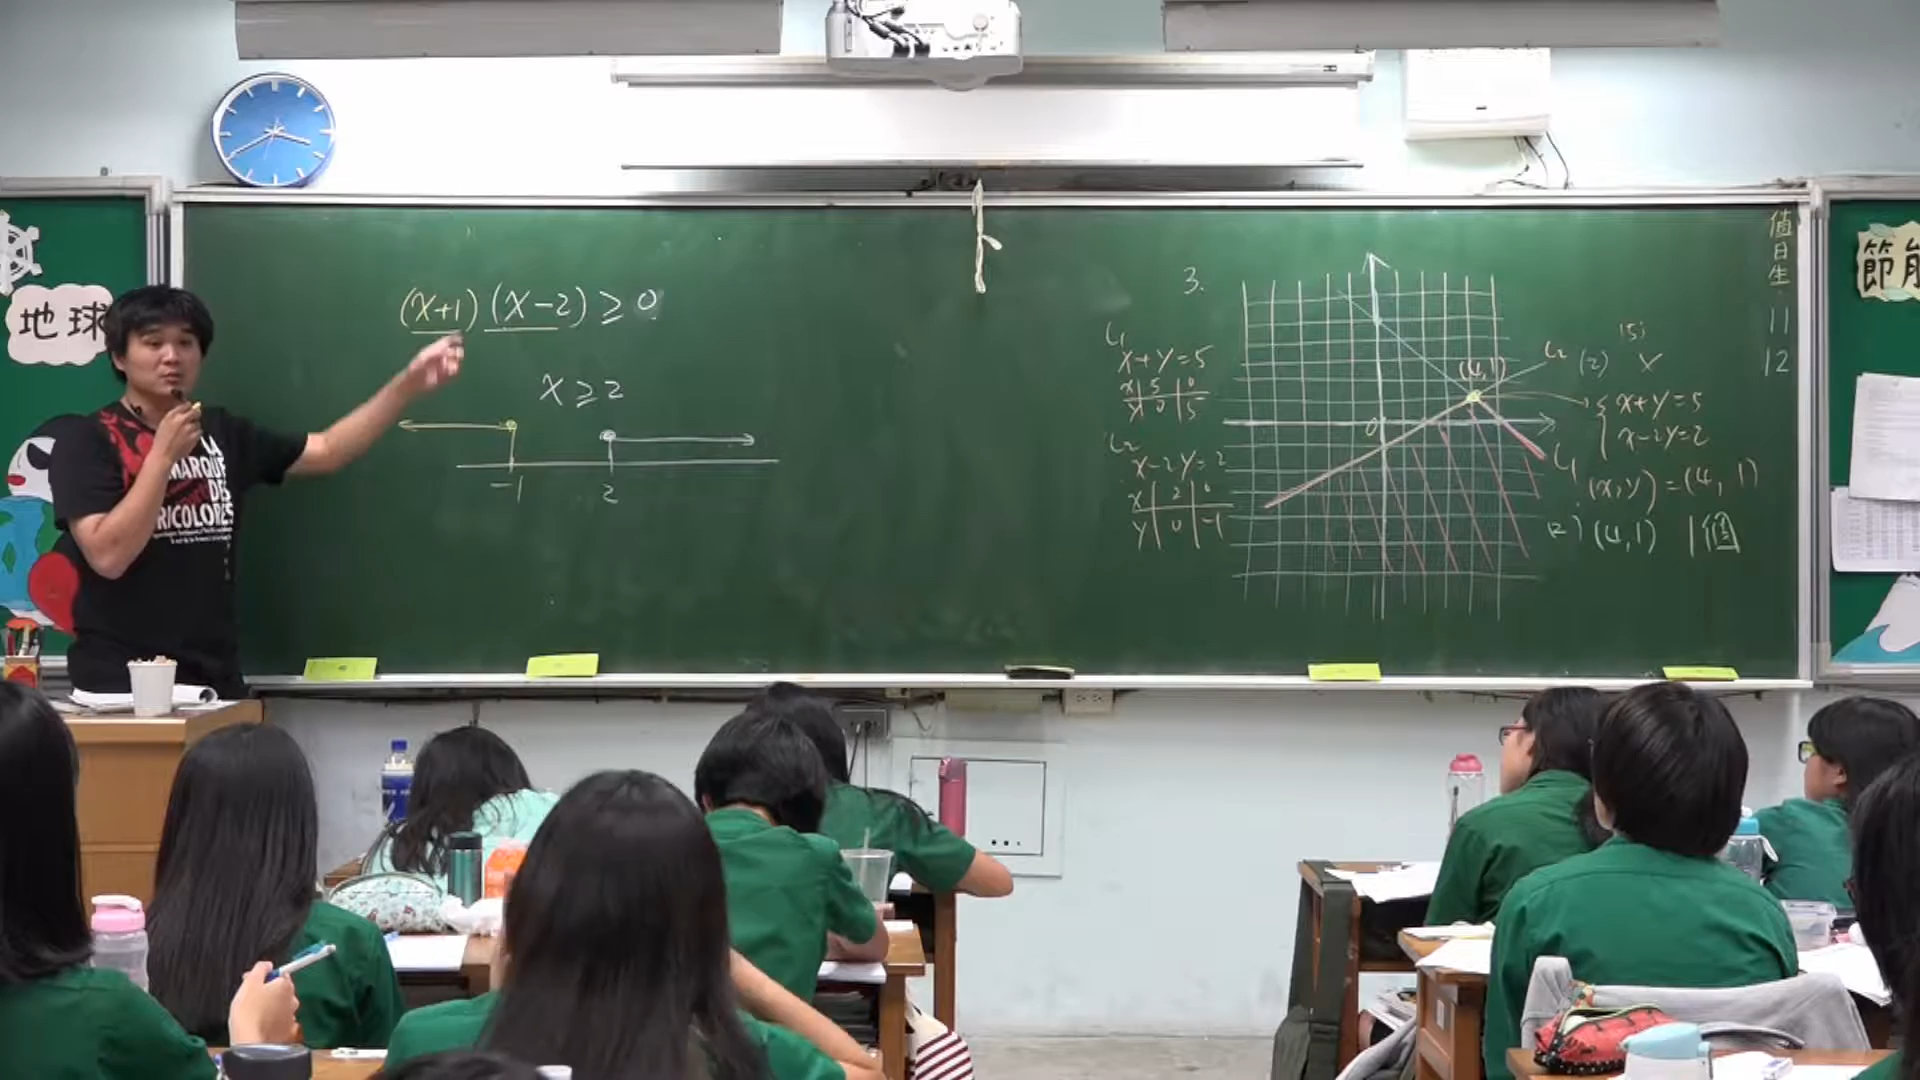 地球
LA
MARQUE
DES
RICOLORES
(x+1)(x-2)≥0
x≥2
-1
2
3.
L1
x+y=5
x 5 0
y 0 5
L2
x-2y=2
x 2 0
y 0 -1
(4,1)
L2
0
L1
(2)
x+y=5
x-2y=2
(x,y)=(4,1)
(4,1) 1個
值日生
11
12
節能